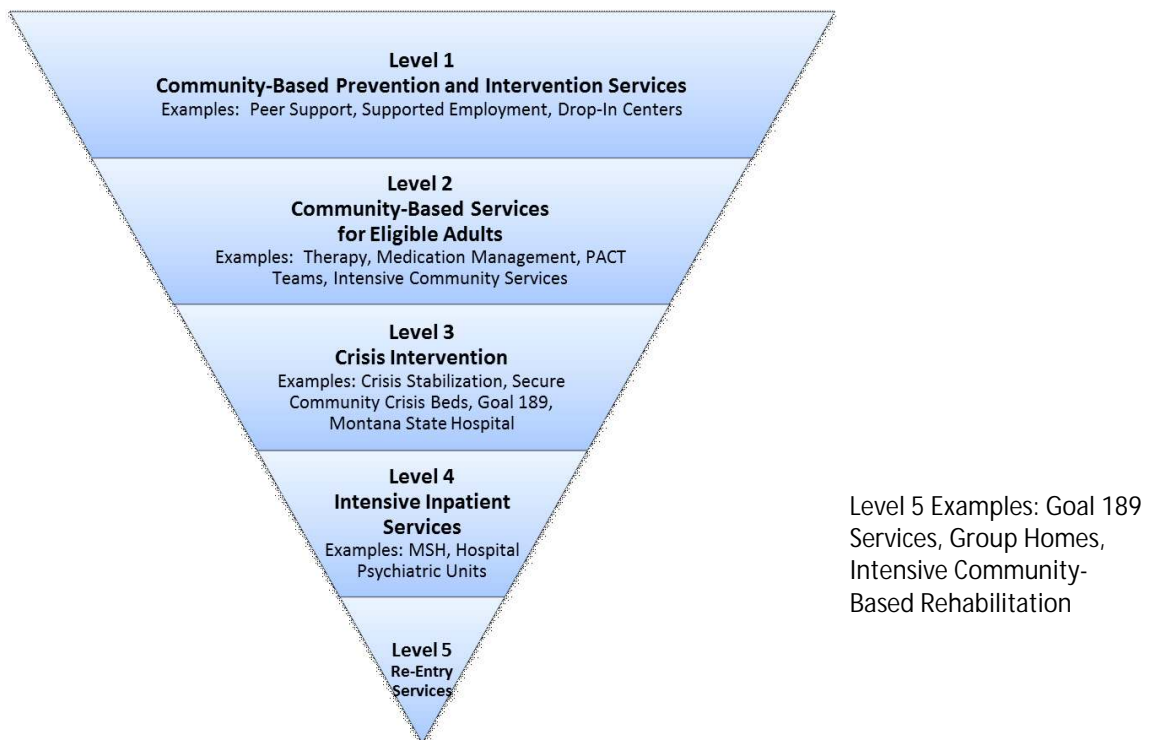 Level 1
Community-Based Prevention and Intervention Services
Examples: Peer Support, Supported Employment, Drop-In Centers
Level 2
Community-Based Services
for Eligible Adults
Examples: Therapy, Medication Management, PACT
Teams, Intensive Community Services
Level 3
Crisis Intervention
Examples: Crisis Stabilization, Secure
Community Crisis Beds, Goal 189,
Montana State Hospital
Level 4
Intensive Inpatient
Services
Examples: MSH, Hospital
Psychiatric Units
Level 5
Re-Entry
Services
Level 5 Examples: Goal 189
Services, Group Homes,
Intensive Community-
Based Rehabilitation